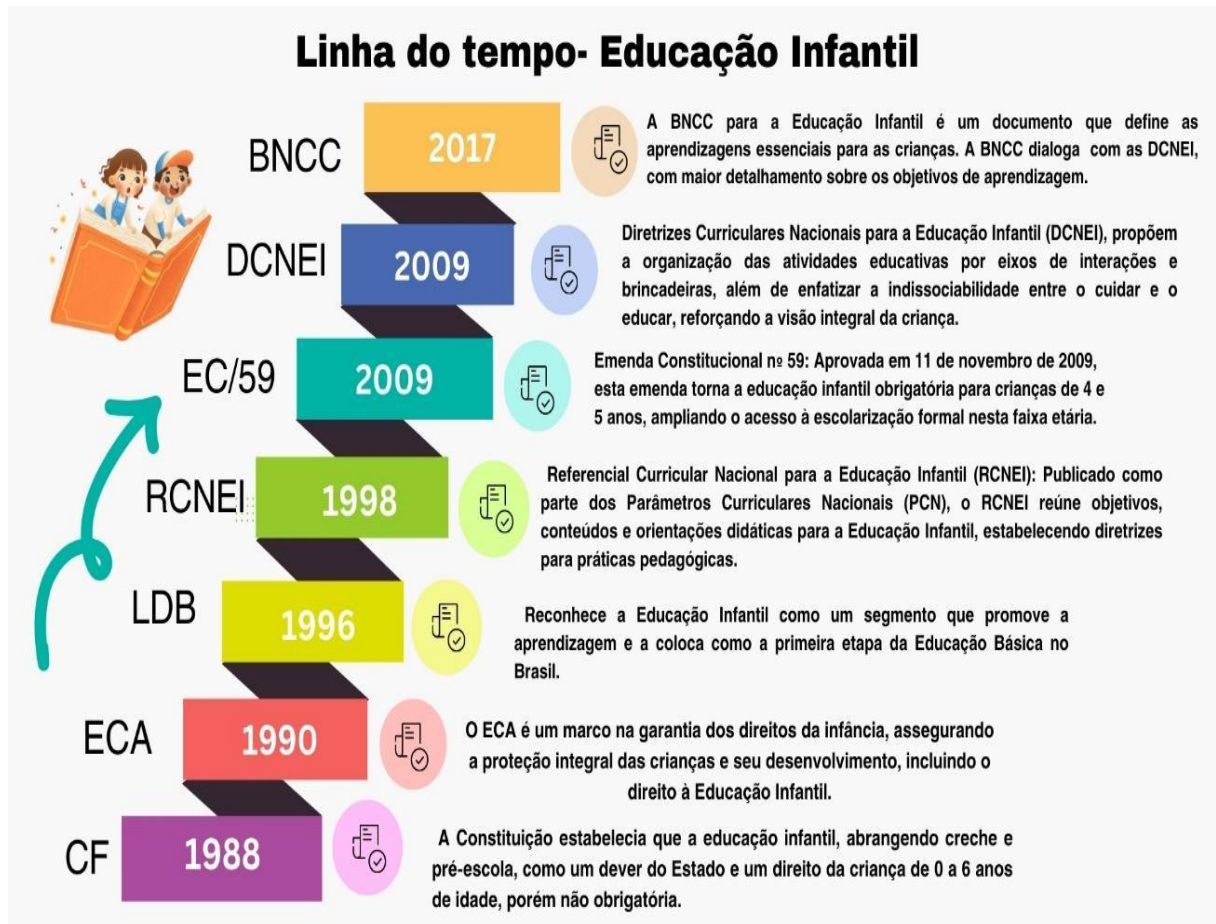 Linha do tempo- Educação Infantil
BNCC
2017
A BNCC para a Educação Infantil é um documento que define as
aprendizagens essenciais para as crianças. A BNCC dialoga com as DCNEI,
com maior detalhamento sobre os objetivos de aprendizagem.
DCNEI
2009
Diretrizes Curriculares Nacionais para a Educação Infantil (DCNEI), propõem
a organização das atividades educativas por eixos de interações e
brincadeiras, além de enfatizar a indissociabilidade entre o cuidar e o
educar, reforçando a visão integral da criança.
EC/59
2009
Emenda Constitucional nº 59: Aprovada em 11 de novembro de 2009,
esta emenda torna a educação infantil obrigatória para crianças de 4 e
5 anos, ampliando o acesso à escolarização formal nesta faixa etária.
RCNEI
1998
Referencial Curricular Nacional para a Educação Infantil (RCNEI): Publicado como
parte dos Parâmetros Curriculares Nacionais (PCN), o RCNEI reúne objetivos,
conteúdos e orientações didáticas para a Educação Infantil, estabelecendo diretrizes
para práticas pedagógicas.
LDB
1996
Reconhece a Educação Infantil como um segmento que promove a
aprendizagem e a coloca como a primeira etapa da Educação Básica no
Brasil.
ECA
1990
O ECA é um marco na garantia dos direitos da infância, assegurando
a proteção integral das crianças e seu desenvolvimento, incluindo o
direito à Educação Infantil.
CF
1988
A Constituição estabelecia que a educação infantil, abrangendo creche e
pré-escola, como um dever do Estado e um direito da criança de 0 a 6 anos
de idade, porém não obrigatória.